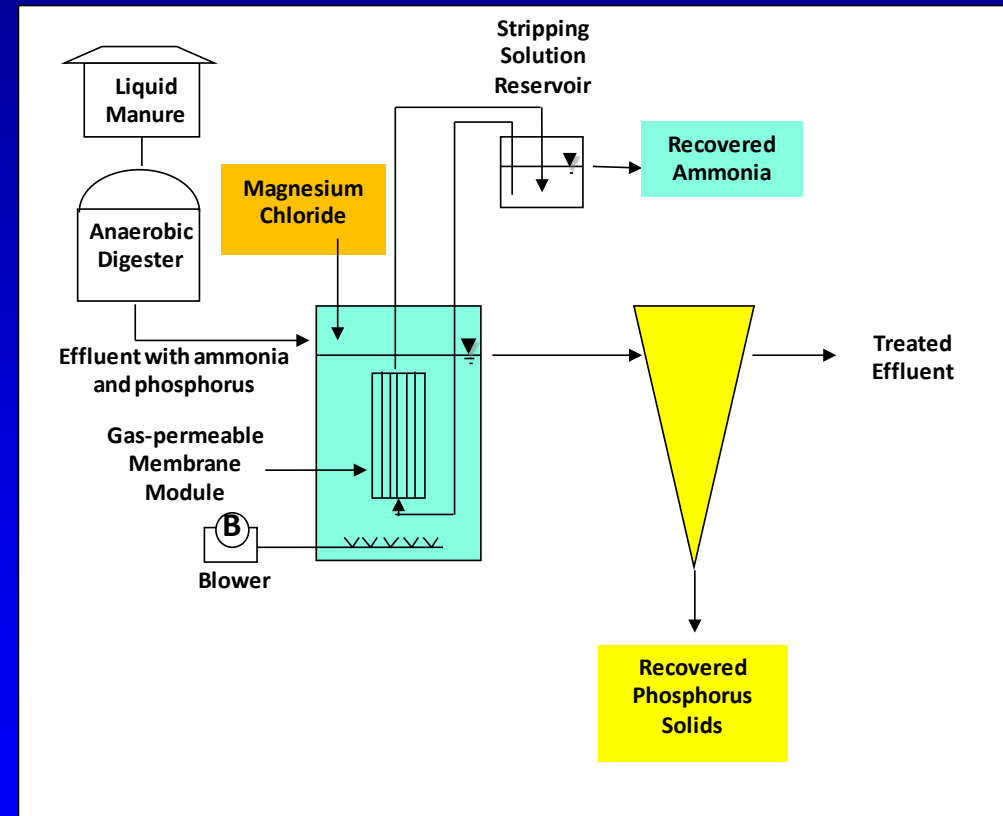 Stripping
Solution
Reservoir
Liquid
Manure
Recovered
Ammonia
Magnesium
Chloride
Anaerobic
Digester
Effluent with ammonia
and phosphorus
Treated
Effluent
Gas-permeable
Membrane
Module
B
Blower
Recovered
Phosphorus
Solids